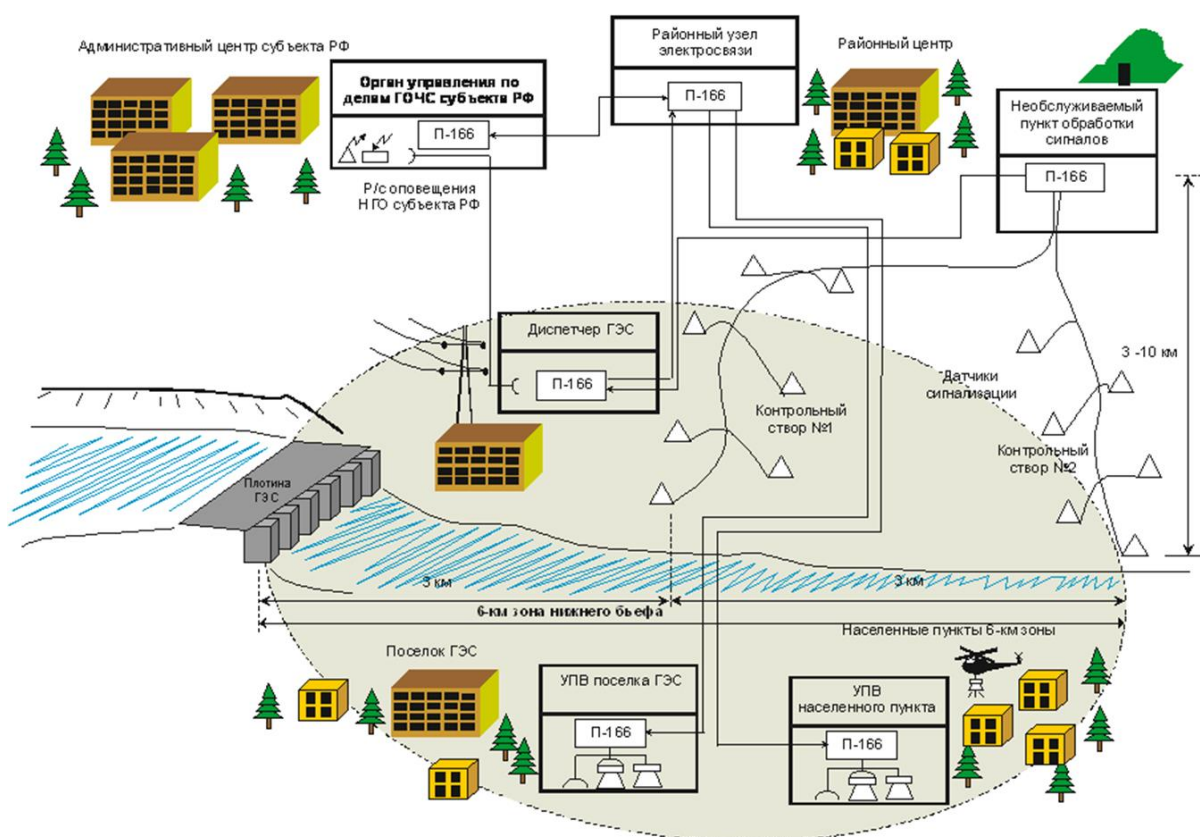 Административный центр субъекта РФ
Орган управления по
делам ГОЧС субъекта РФ
П-166
Р/с оповещения
НГО субъекта РФ
Районный узел
электросвязи
П-166
Районный центр
Необслуживаемый
пункт обработки
сигналов
П-166
3 -10 км
Диспетчер ГЭС
П-166
Датчики
сигнализации
Контрольный
створ №1
Контрольный
створ №2
Плотина
ГЭС
3 км
3 км
6-км зона нижнего бьефа
Населенные пункты 6-км зоны
Поселок ГЭС
УПВ поселка ГЭС
П-166
УПВ
населенного пункта
П-166